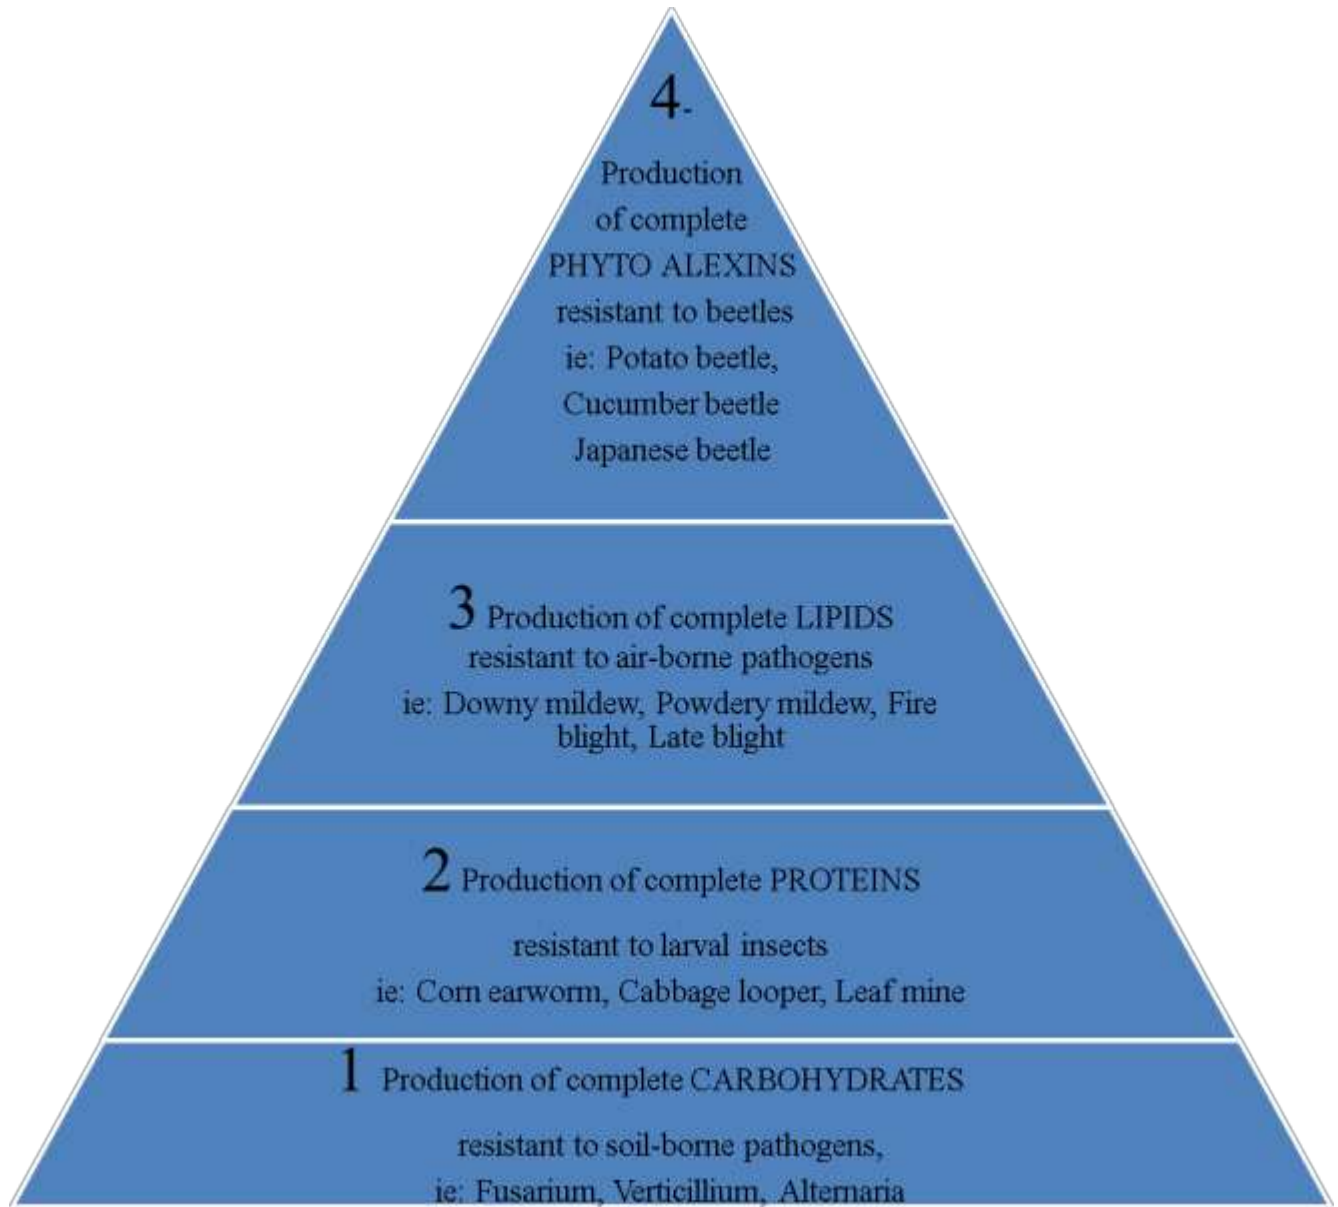 4-
Production
of complete
PHYTO ALEXINS
resistant to beetles
ie: Potato beetle,
Cucumber beetle
Japanese beetle
3 Production of complete LIPIDS
resistant to air-borne pathogens
ie: Downy mildew, Powdery mildew, Fire
blight, Late blight
2 Production of complete PROTEINS
resistant to larval insects
ie: Corn earworm, Cabbage looper, Leaf mine
1 Production of complete CARBOHYDRATES
resistant to soil-borne pathogens,
ie: Fusarium, Verticillium, Alternaria